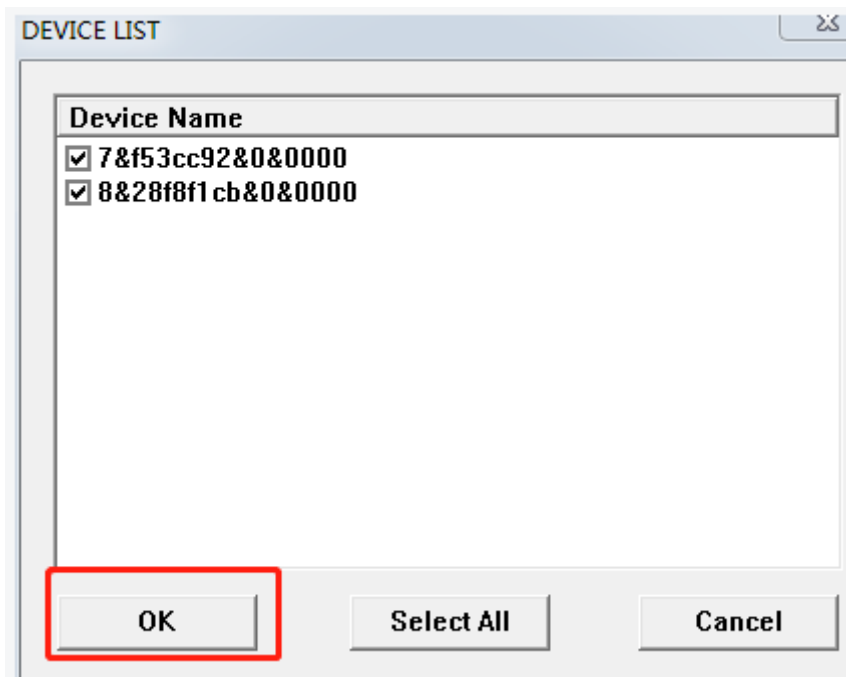 DEVICE LIST
Device Name
7&f53cc92&0&0000
8&28f8f1cb&0&0000
OK Select All Cancel